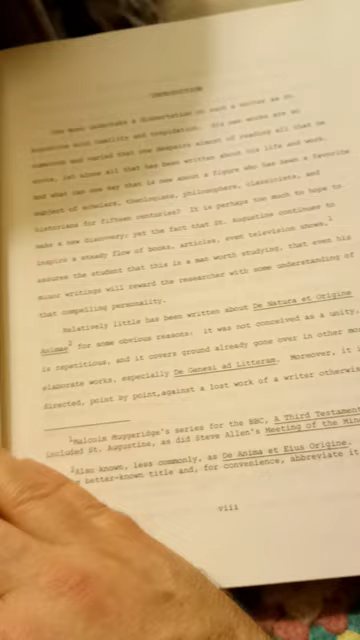 INTRODUCTION
One must undertake a dissertation on such a writer as St.
Augustine with humility and trepidation. His own works are so
numerous and varied that one despairs almost of reading all that he
wrote, let alone all that has been written about his life and work.
And what can one say that is new about a figure who has been a favorite
subject of scholars, theologians, philosophers, classicists, and
historians for fifteen centuries? It is perhaps too much to hope to
make a new discovery; yet the fact that St. Augustine continues to
inspire a steady flow of books, articles, even television shows,1
assures the student that this is a man worth studying, that even his
minor writings will reward the researcher with some understanding of
that compelling personality.
Relatively little has been written about De Natura et Origine
Animae2 for some obvious reasons: it was not conceived as a unity,
is repetitious, and it covers ground already gone over in other
elaborate works, especially De Genesi ad Litteram. Moreover, it
directed, point by point, against a lost work of a writer otherwis
1Malcolm Muggeridge's series for the BBC, A Third Testament
included St. Augustine, as did Steve Allen's Meeting of the Mind
2Also known, less commonly, as De Anima et Eius Origine.
better-known title and, for convenience, abbreviate it
viii